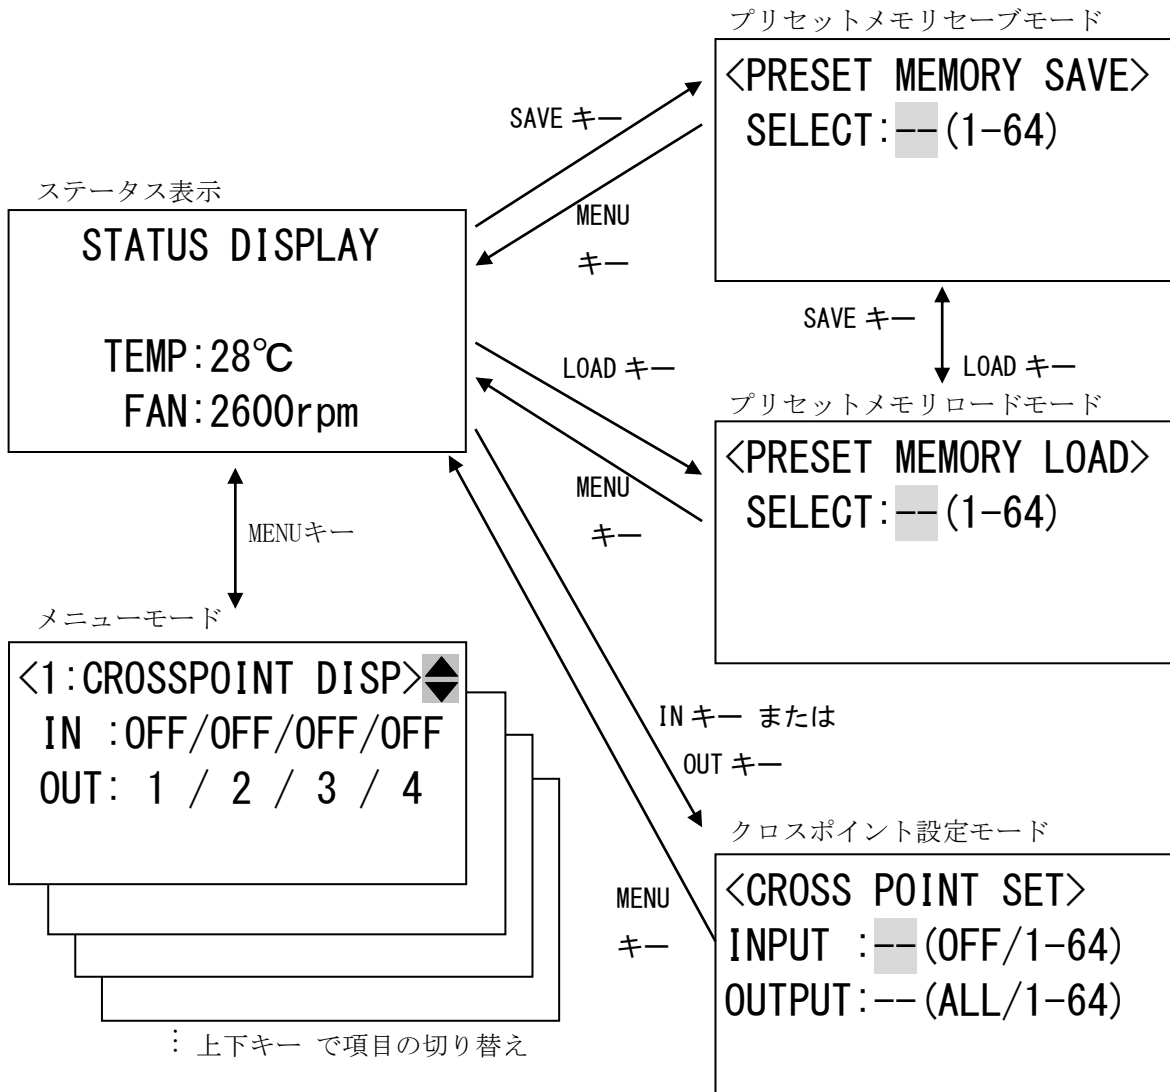 プリセットメモリセーブモード
<PRESET MEMORY SAVE>
SELECT:--(1-64)
SAVE キー
ステータス表示
STATUS DISPLAY
TEMP:28℃
FAN:2600rpm
MENU
キー
SAVE キー
LOAD キー
LOAD キー
プリセットメモリロードモード
<PRESET MEMORY LOAD>
SELECT:--(1-64)
MENU
キー
MENUキー
メニューモード
<1:CROSSPOINT DISP>
IN :OFF/OFF/OFF/OFF
OUT: 1 / 2 / 3 / 4
IN キー または
OUT キー
クロスポイント設定モード
<CROSS POINT SET>
INPUT :--(OFF/1-64)
OUTPUT:--(ALL/1-64)
MENU
キー
⋮ 上下キー で項目の切り替え